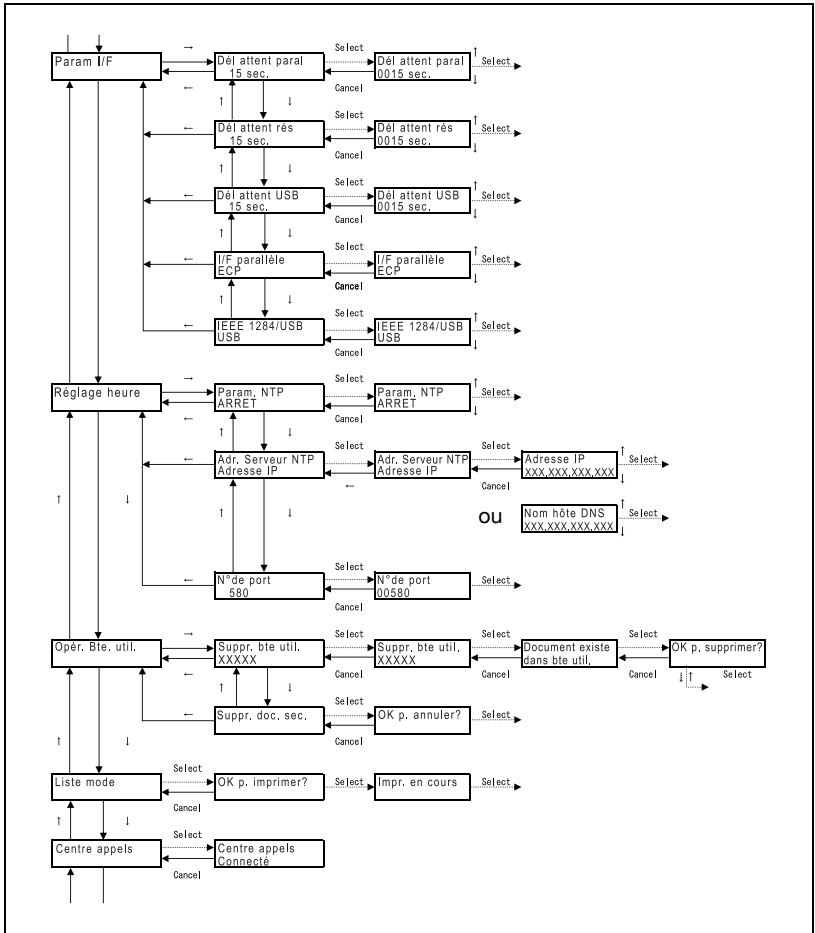 → Select Select
Param I/F Dél attent paral Dél attent paral ↑ Select
15 sec. 0015 sec. ↓
← Cancel Cancel
↑ ↓ Select
← Dél attent rés Dél attent rés ↑ Select
15 sec. 0015 sec. ↓
Cancel
↑ ↓ Select
← Dél attent USB Dél attent USB ↑ Select
15 sec. 0015 sec. ↓
Cancel
↑ ↓ Select
← I/F parallèle I/F parallèle ↑ Select
ECP ECP ↓
Cancel
↑ ↓ Select
← IEEE 1284/USB IEEE 1284/USB ↑ Select
USB USB ↓
Cancel
→ Select
Réglage heure Param. NTP Param. NTP ↑ Select
ARRET ARRET ↓
← Cancel
↑ ↓ Select Select
← Adr. Serveur NTP Adr. Serveur NTP Adresse IP ↑ Select
Adresse IP Adresse IP XXX,XXX,XXX,XXX ↓
← Cancel
↑ ↓ ↑ ↓ ou Nom hôte DNS ↑ Select
XXX,XXX,XXX,XXX ↓
Select
← N°de port N°de port Select
580 00580
Cancel
→ Select Select Select
Opér. Bte. util. Suppr. bte util. Suppr. bte util. Document existe OK p. supprimer?
XXXXX XXXXX dans bte util.
← Cancel Cancel Cancel ↓↑ Select
↑ ↓ Select
← Suppr. doc. sec. OK p. annuler? Select
↑ ↓ Cancel
Select
Liste mode OK p. imprimer? Select Impr. en cours Select
Cancel
↑ ↓ Select
Centre appels Centre appels
Connecté
Cancel